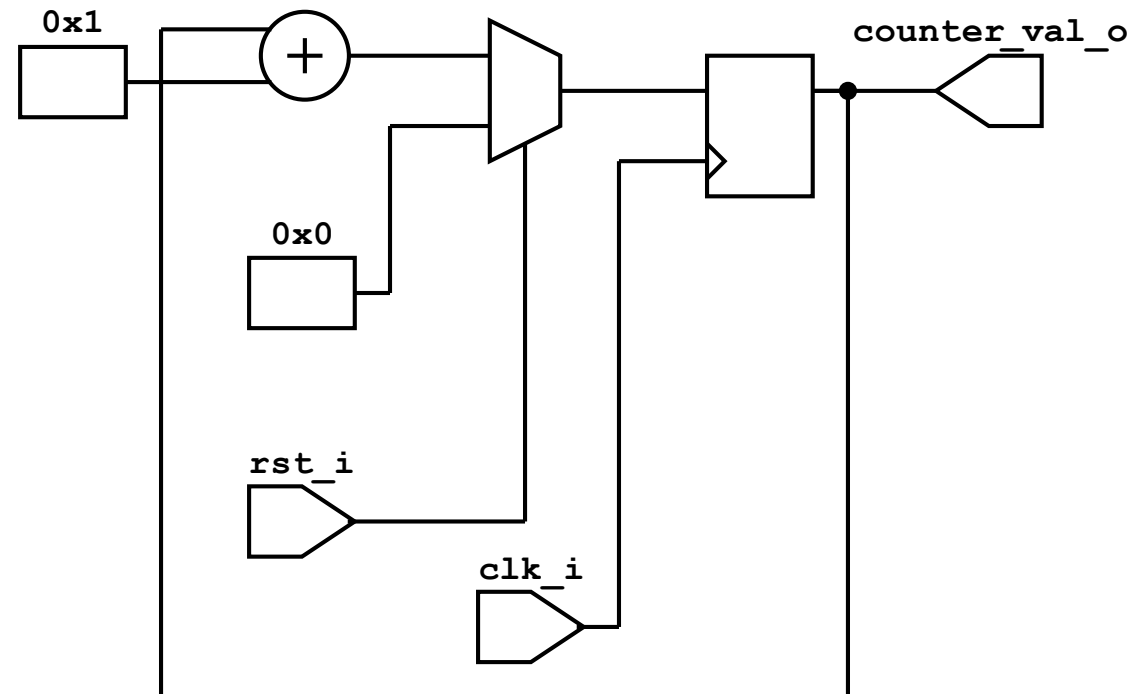 0x1
counter_val_o
0x0
rst_i
clk_i